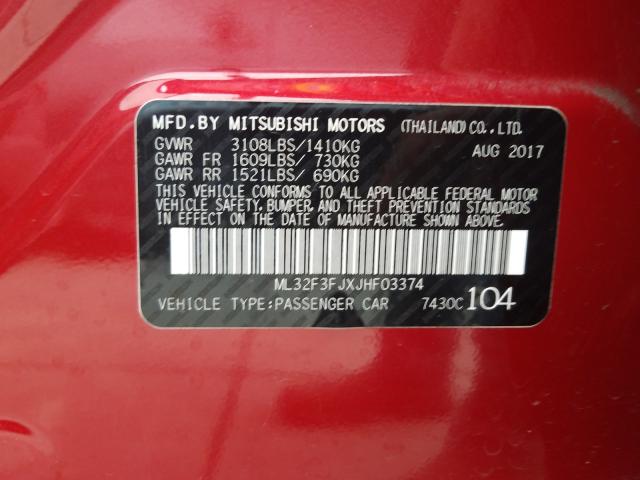 MFD.BY MITSUBISHI MOTORS (THAILAND)CO.,LTD.
GVWR 3108LBS/1410KG AUG 2017
GAWR FR 1609LBS/ 730KG
GAWR RR 1521LBS/ 690KG
THIS VEHICLE CONFORMS TO ALL APPLICABLE FEDERAL MOTOR
VEHICLE SAFETY, BUMPER, AND THEFT PREVENTION STANDARDS
IN EFFECT ON THE DATE OF MANUFACTURE SHOWN ABOVE.
ML32F3FJXJHF03374
VEHICLE TYPE:PASSENGER CAR 7430C 104